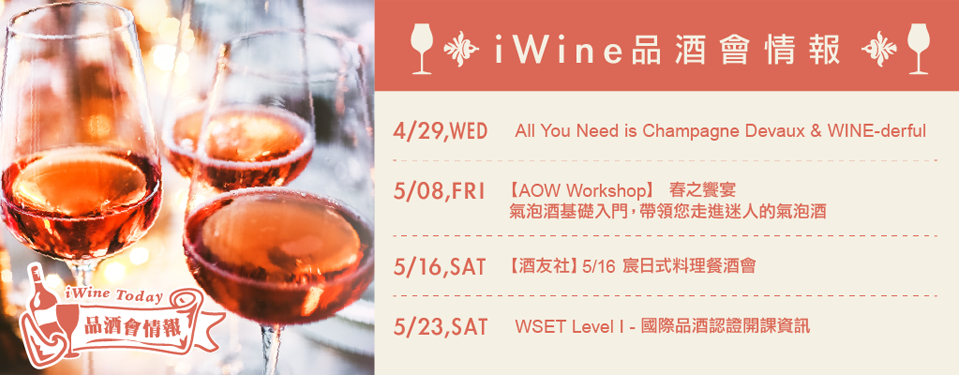 iWine品酒會情報
4/29,WED All You Need is Champagne Devaux & WINE-derful
5/08,FRI 【AOW Workshop】 春之饗宴
氣泡酒基礎入門，帶領您走進迷人的氣泡酒
5/16,SAT 【酒友社】5/16 宸日式料理餐酒會
5/23,SAT WSET Level I - 國際品酒認證開課資訊
iWine Today
品酒會情報